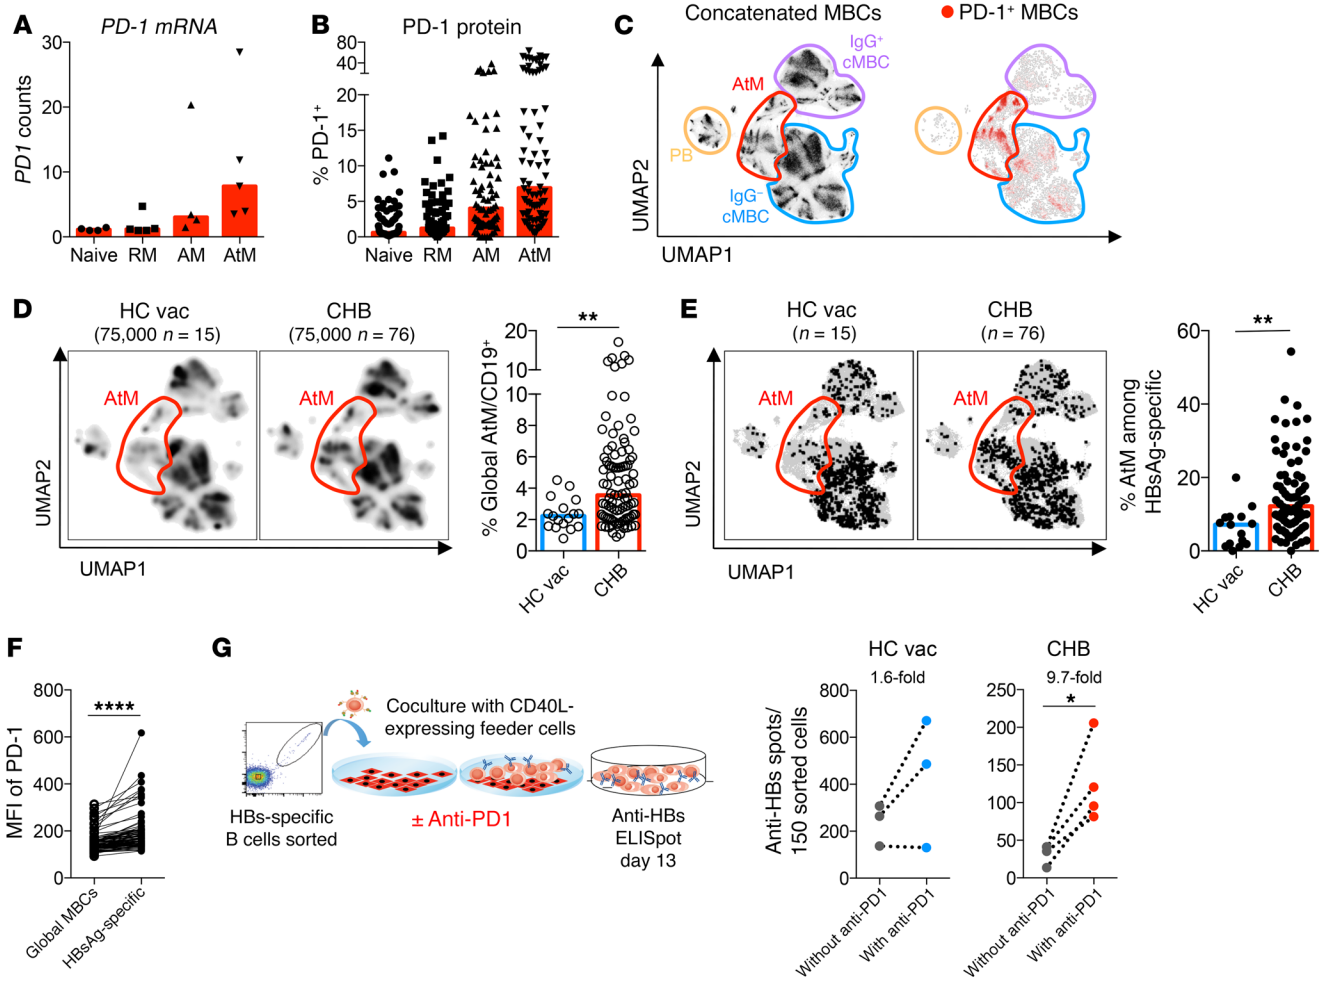 A
PD-1 mRNA
PD1 counts
30
20
10
0
Naive RM AM AtM
B
PD-1 protein
% PD-1+
80
40
20
15
10
5
0
Naive RM AM AtM
C
Concatenated MBCs
PD-1+ MBCs
IgG+
cMBC
AtM
PB
IgG−
cMBC
UMAP2
UMAP1
D
HC vac
(75,000 n = 15)
CHB
(75,000 n = 76)
AtM
AtM
UMAP2
UMAP1
% Global AtM/CD19+
**
20
15
10
10
8
6
4
2
0
HC vac
CHB
E
HC vac
(n = 15)
CHB
(n = 76)
AtM
AtM
UMAP2
UMAP1
% AtM among
HBsAg-specific
**
60
40
20
0
HC vac
CHB
F
MFI of PD-1
****
800
600
400
200
0
Global MBCs
HBsAg-specific
G
Coculture with CD40L-
expressing feeder cells
HBs-specific
B cells sorted
± Anti-PD1
Anti-HBs
ELISpot
day 13
Anti-HBs spots/
150 sorted cells
HC vac
1.6-fold
800
600
400
200
0
Without anti-PD1
With anti-PD1
CHB
9.7-fold
*
250
200
150
100
50
0
Without anti-PD1
With anti-PD1